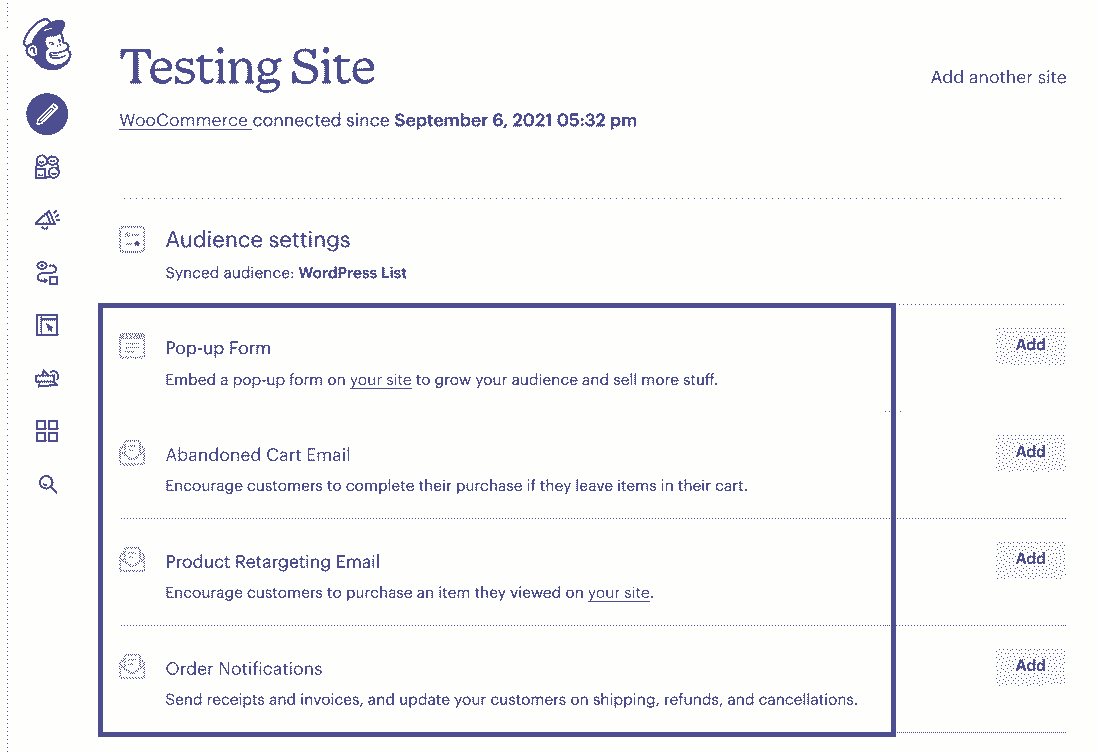 Testing Site
Add another site
WooCommerce connected since September 6, 2021 05:32 pm
Audience settings
Synced audience: WordPress List
Pop-up Form
Add
Embed a pop-up form on your site to grow your audience and sell more stuff.
Abandoned Cart Email
Add
Encourage customers to complete their purchase if they leave items in their cart.
Product Retargeting Email
Add
Encourage customers to purchase an item they viewed on your site.
Order Notifications
Add
Send receipts and invoices, and update your customers on shipping, refunds, and cancellations.